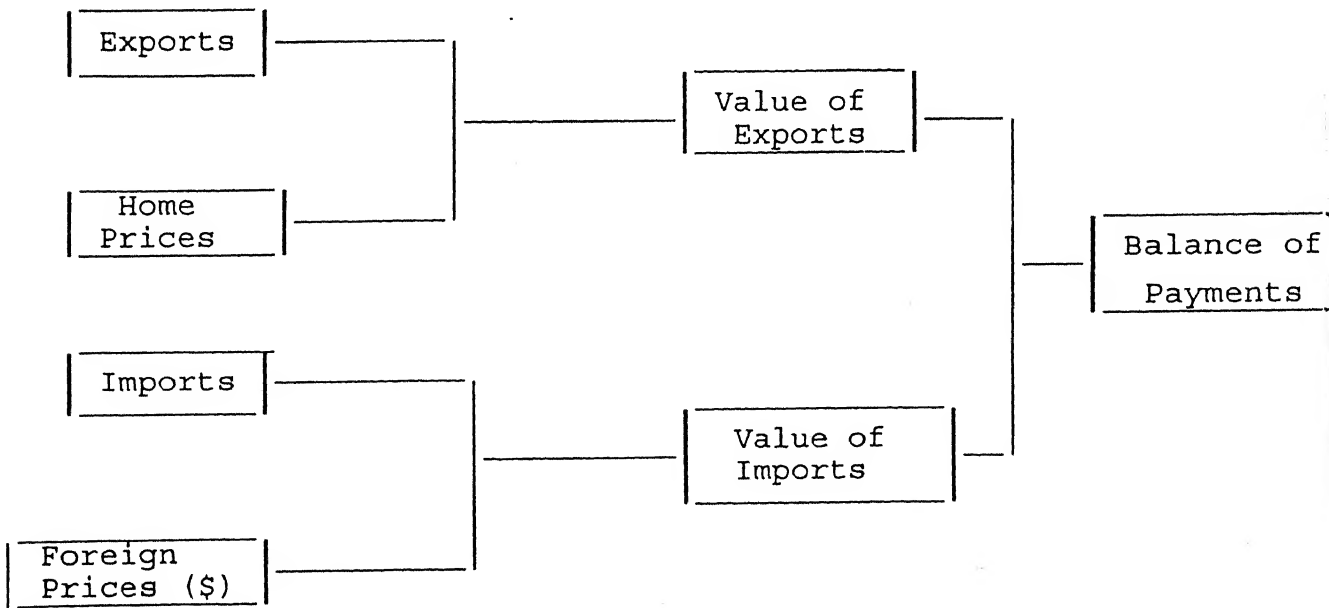 Exports
Value of
Exports
Home
Prices
Balance of
Payments
Imports
Value of
Imports
Foreign
Prices ($)